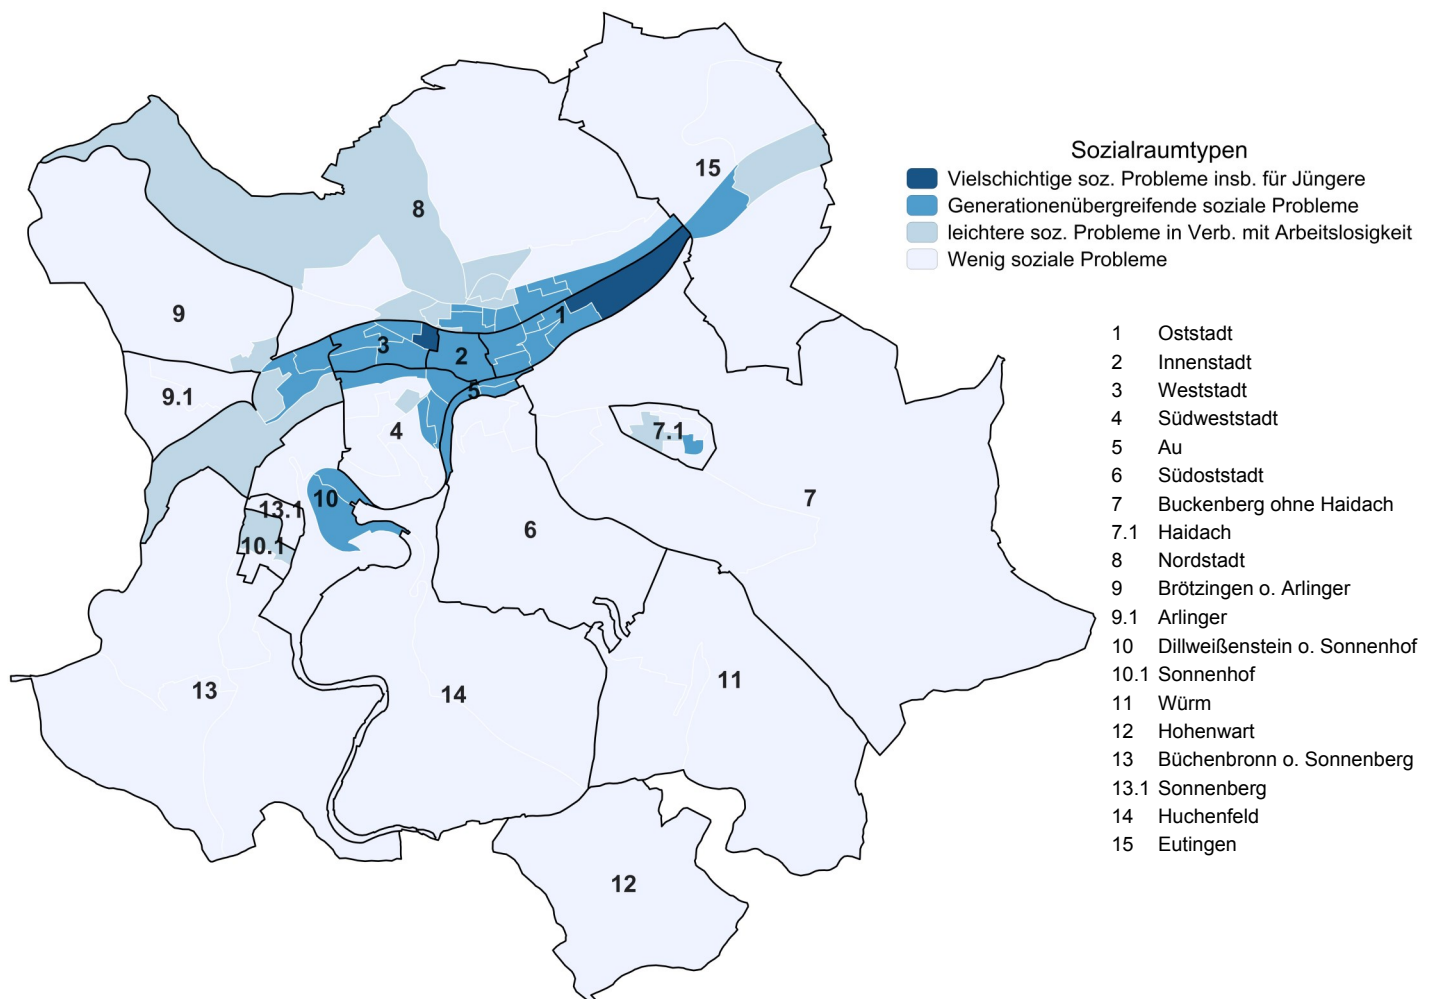 Sozialraumtypen
Vielschichtige soz. Probleme insb. für Jüngere
Generationenübergreifende soziale Probleme
leichtere soz. Probleme in Verb. mit Arbeitslosigkeit
Wenig soziale Probleme
1 Oststadt
2 Innenstadt
3 Weststadt
4 Südweststadt
5 Au
6 Südoststadt
7 Buckenberg ohne Haidach
7.1 Haidach
8 Nordstadt
9 Brötzingen o. Arlinger
9.1 Arlinger
10 Dillweißenstein o. Sonnenhof
10.1 Sonnenhof
11 Würm
12 Hohenwart
13 Büchenbronn o. Sonnenberg
13.1 Sonnenberg
14 Huchenfeld
15 Eutingen
15
8
9
1
3
2
9.1
5
4
7.1
10
7
13.1
6
10.1
11
13
14
12